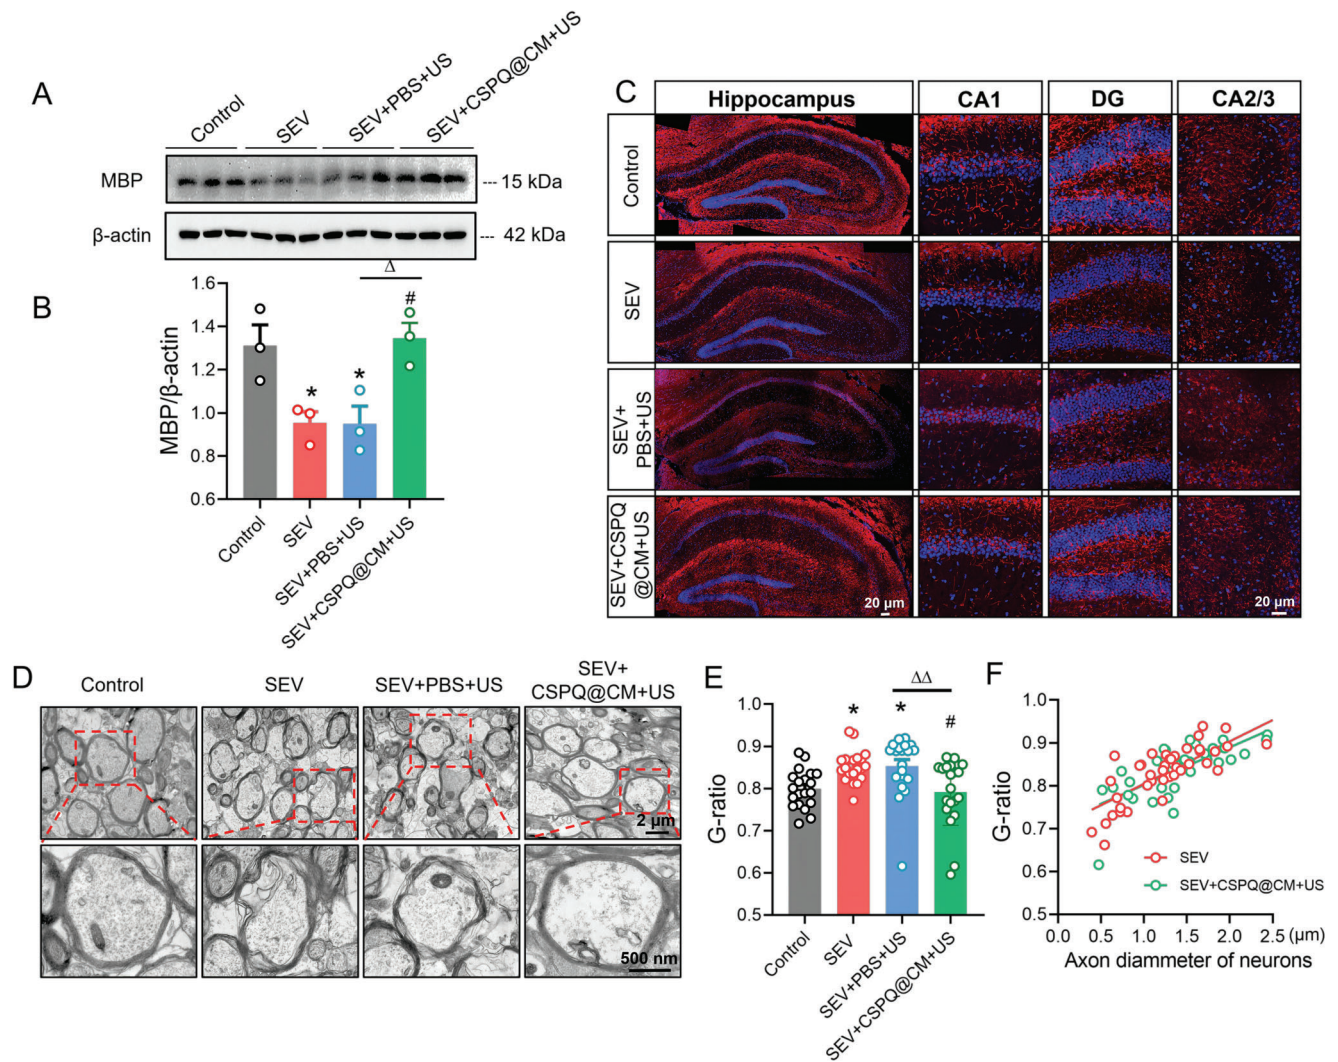 A
Control
SEV
SEV+PBS+US
SEV+CSPQ@CM+US
MBP
--- 15 kDa
β-actin
--- 42 kDa
B
MBP/β-actin
1.6
1.4
1.2
1.0
0.8
0.6
*
*
Δ
#
Control
SEV
SEV+PBS+US
SEV+CSPQ@CM+US
C
Hippocampus
CA1
DG
CA2/3
Control
SEV
SEV+
PBS+US
SEV+CSPQ
@CM+US
20 μm
20 μm
D
Control
SEV
SEV+PBS+US
SEV+
CSPQ@CM+US
2 μm
500 nm
E
G-ratio
1.0
0.9
0.8
0.7
0.6
0.5
*
*
ΔΔ
#
Control
SEV
SEV+PBS+US
SEV+CSPQ@CM+US
F
G-ratio
1.0
0.9
0.8
0.7
0.6
0.5
SEV
SEV+CSPQ@CM+US
0.0 0.5 1.0 1.5 2.0 2.5 (μm)
Axon diammeter of neurons